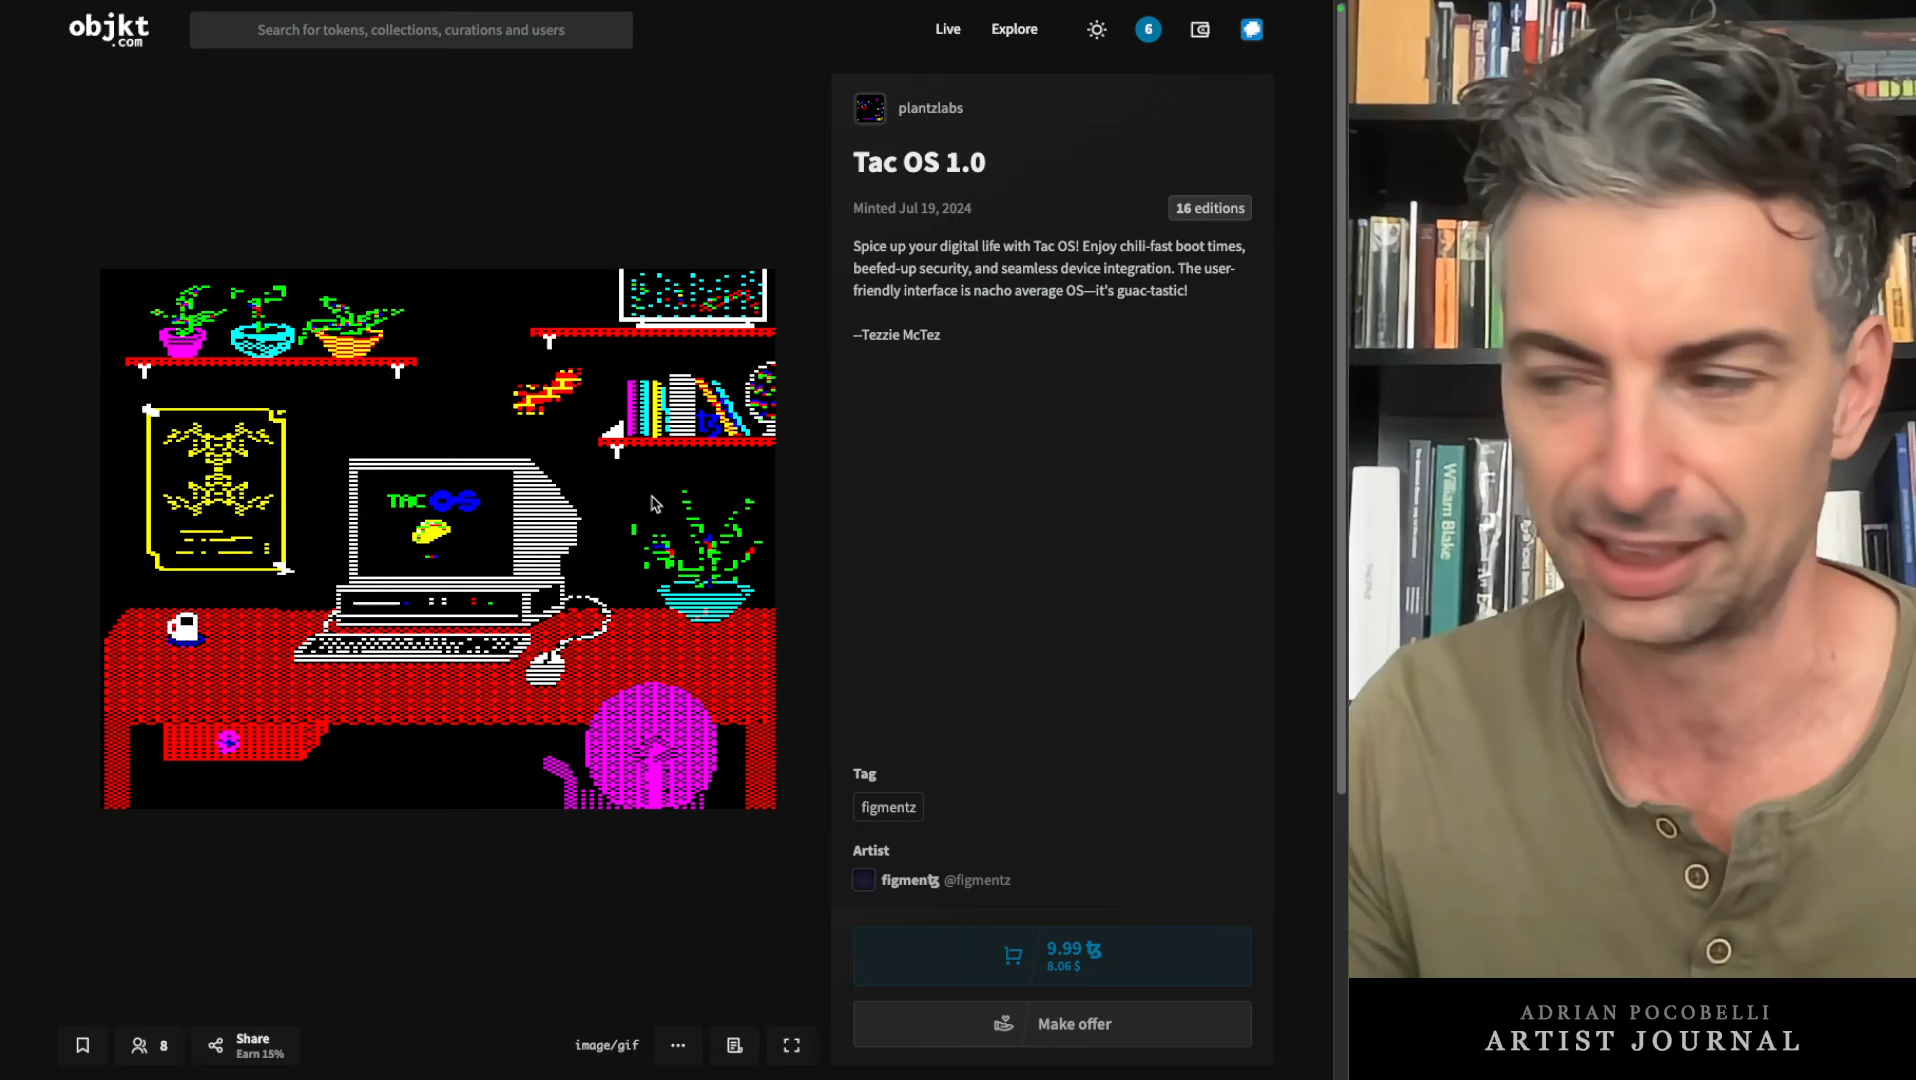 objkt
.com
Search for tokens, collections, curations and users
Live
Explore
6
plantzlabs
Tac OS 1.0
Minted Jul 19, 2024
16 editions
Spice up your digital life with Tac OS! Enjoy chili-fast boot times,
beefed-up security, and seamless device integration. The user-
friendly interface is nacho average OS—it's guac-tastic!
--Tezzie McTez
TAC OS
Tag
figmentz
Artist
figmentꜩ @figmentz
9.99 ꜩ
8.06 $
Make offer
8
Share
Earn 15%
image/gif
William Blake
ADRIAN POCOBELLI
ARTIST JOURNAL